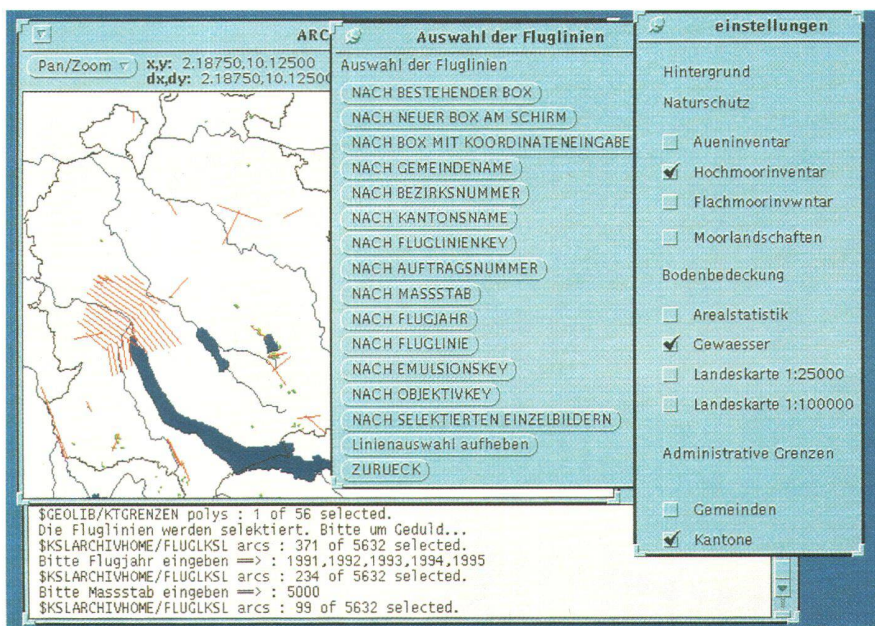 ARC
Pan/Zoom
x,y: 2.18750,10.12500
dx,dy: 2.18750,10.12500
Auswahl der Fluglinien
Auswahl der Fluglinien
NACH BESTEHENDER BOX
NACH NEUER BOX AM SCHIRM
NACH BOX MIT KOORDINATENEINGABE
NACH GEMEINDENAME
NACH BEZIRKSNUMMER
NACH KANTONSNAME
NACH FLUGLINIENKEY
NACH AUFTRAGSNUMMER
NACH MASSSTAB
NACH FLUGJAHR
NACH FLUGLINIE
NACH EMULSIONSKEY
NACH OBJEKTIVKEY
NACH SELEKTIERTEN EINZELBILDERN
Linienauswahl aufheben
ZURUECK
einstellungen
Hintergrund
Naturschutz
Aueninventar
Hochmoorinventar
Flachmoorinvwntar
Moorlandschaften
Bodenbedeckung
Arealstatistik
Gewaesser
Landeskarte 1:25000
Landeskarte 1:100000
Administrative Grenzen
Gemeinden
Kantone
$GEOLIB/KTGRENZEN polys : 1 of 56 selected.
Die Fluglinien werden selektiert. Bitte um Geduld...
$KSLARCHIVHOME/FLUGLKSL arcs : 371 of 5632 selected.
Bitte Flugjahr eingeben ==> : 1991,1992,1993,1994,1995
$KSLARCHIVHOME/FLUGLKSL arcs : 234 of 5632 selected.
Bitte Massstab eingeben ==> : 5000
$KSLARCHIVHOME/FLUGLKSL arcs : 99 of 5632 selected.